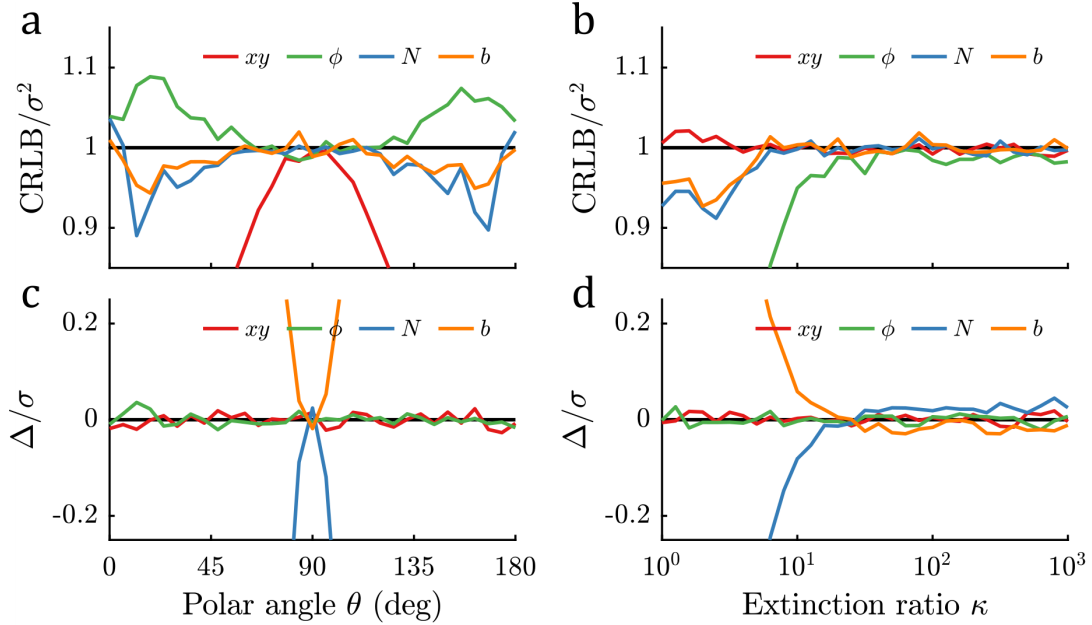 a
xy ϕ N b
1.1
1
0.9
CRLB/σ²
b
xy ϕ N b
1.1
1
0.9
CRLB/σ²
c
xy ϕ N b
0.2
0
-0.2
Δ/σ
0 45 90 135 180
Polar angle θ (deg)
d
xy ϕ N b
0.2
0
-0.2
Δ/σ
10⁰ 10¹ 10² 10³
Extinction ratio κ